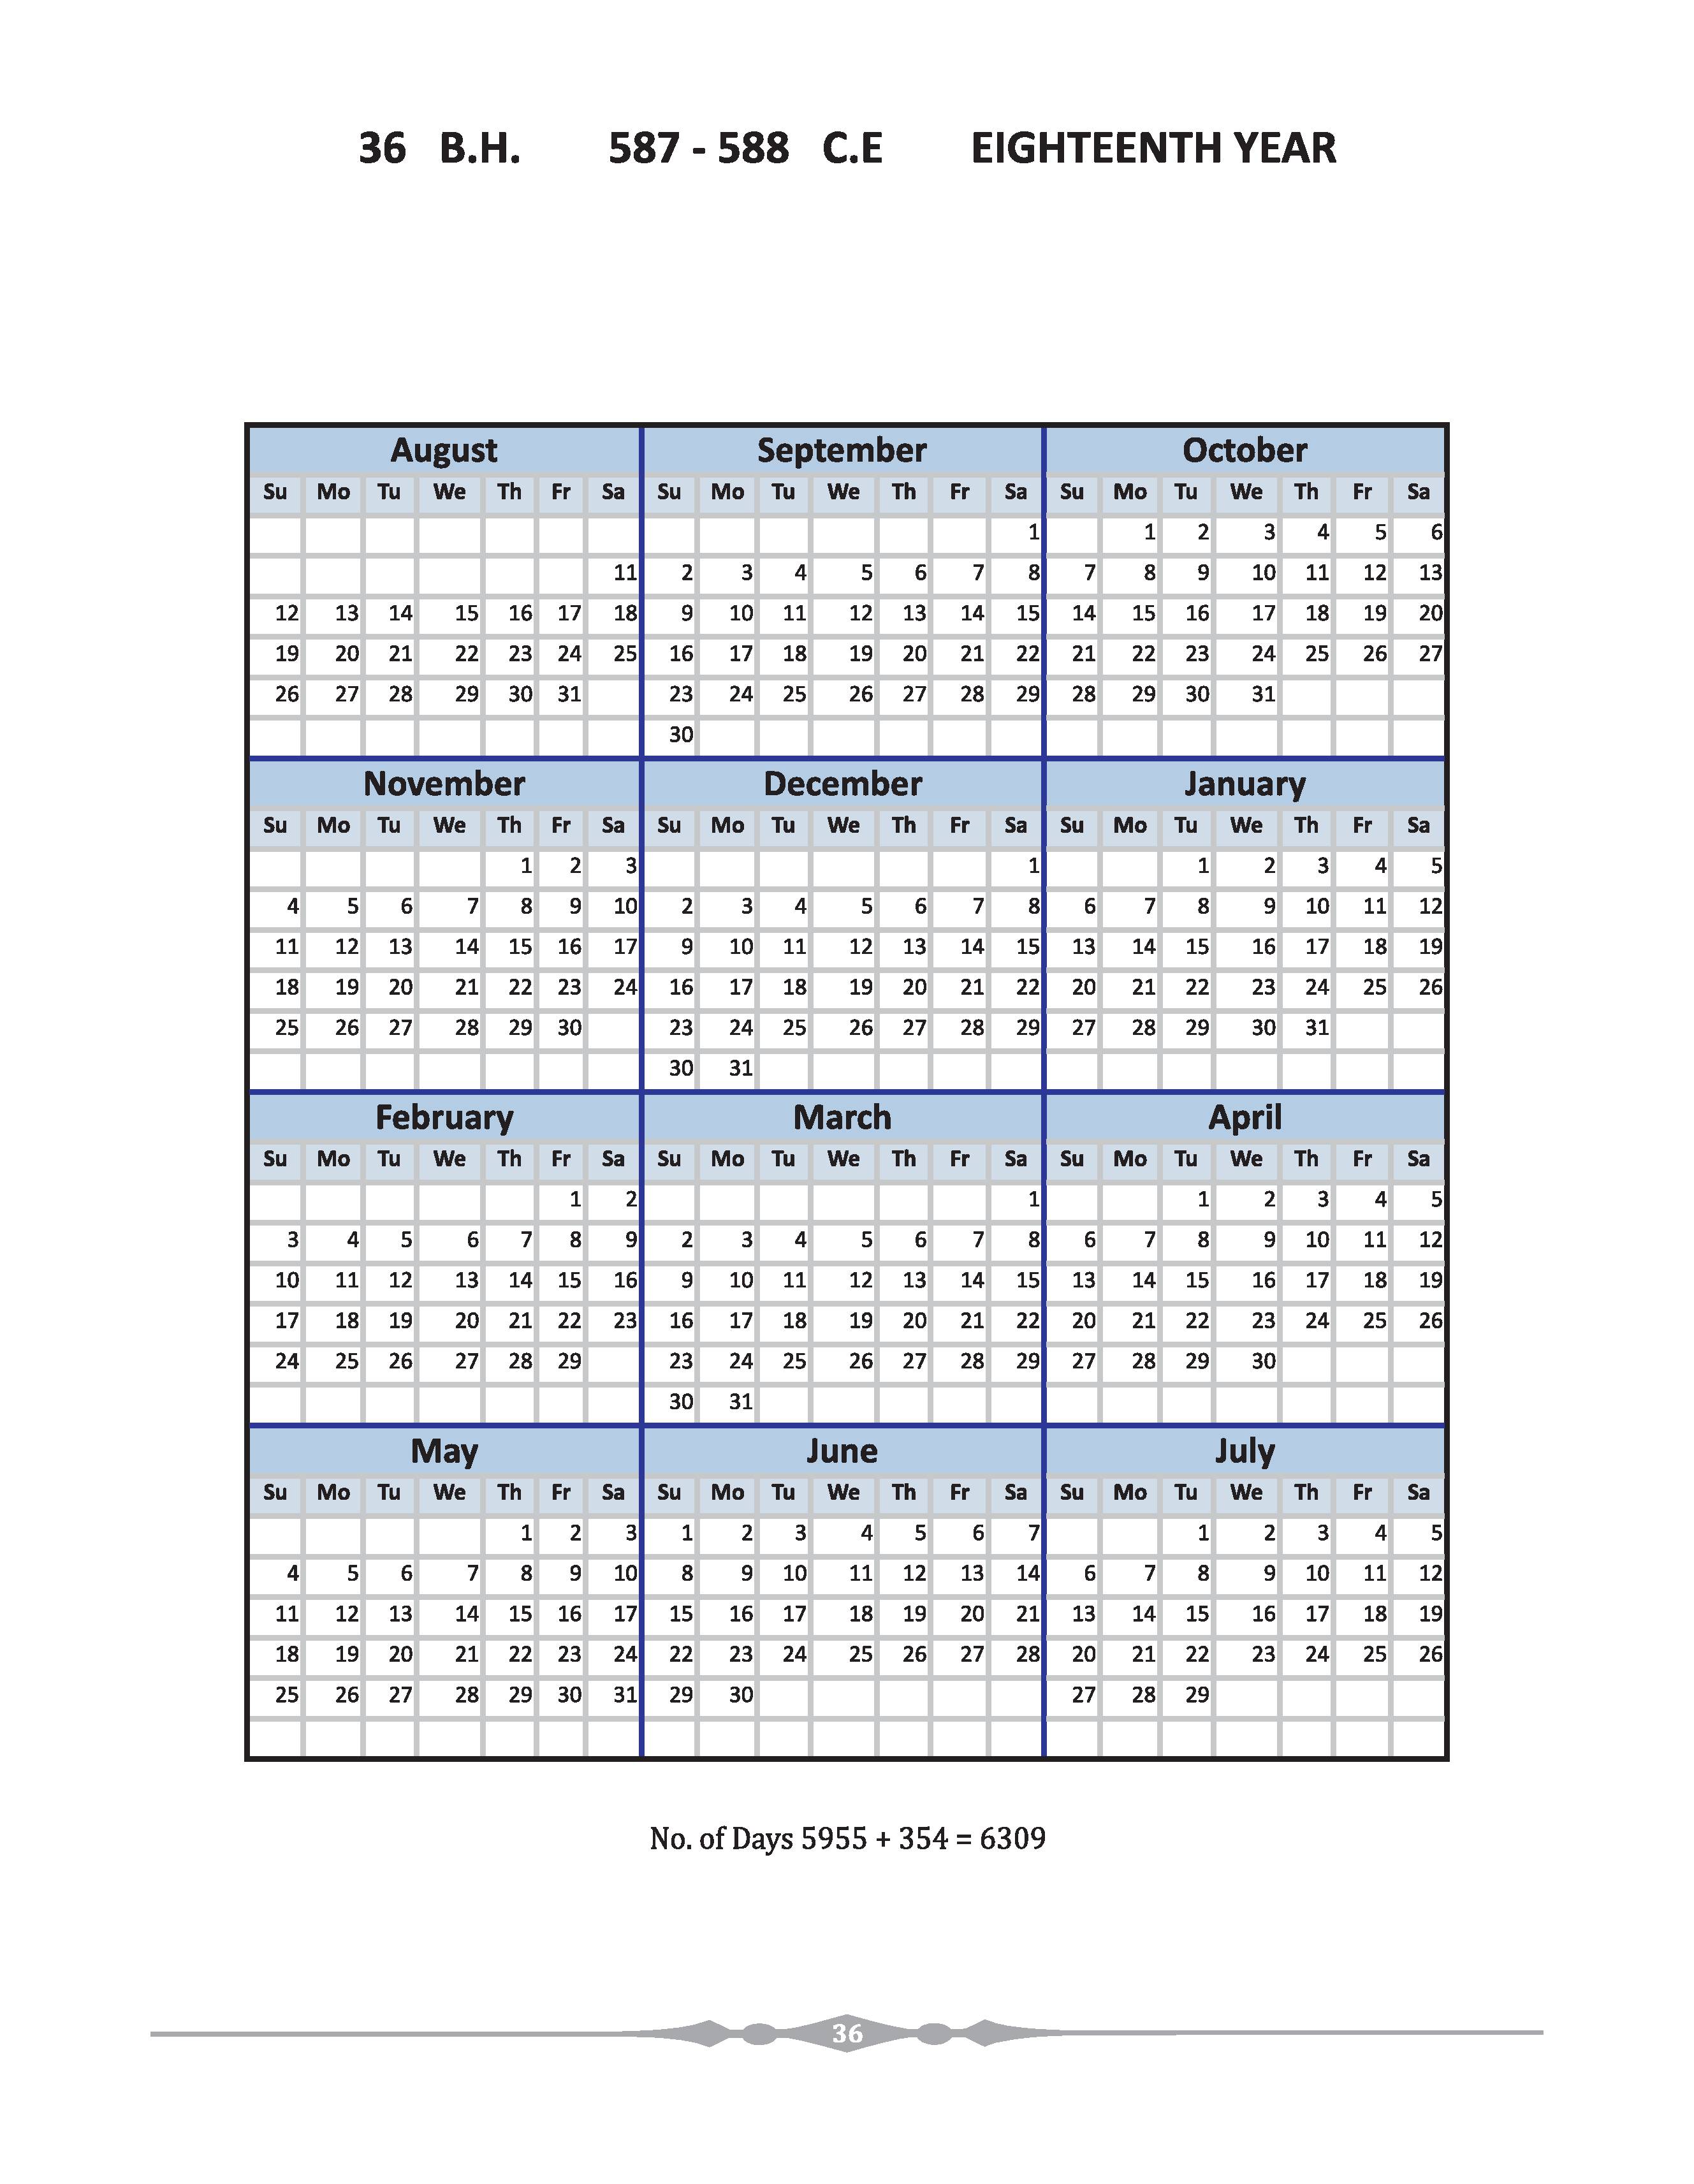 36 B.H. 587 - 588 C.E EIGHTEENTH YEAR
August September October
Su Mo Tu We Th Fr Sa Su Mo Tu We Th Fr Sa Su Mo Tu We Th Fr Sa
1 1 2 3 4 5 6
11 2 3 4 5 6 7 8 7 8 9 10 11 12 13
12 13 14 15 16 17 18 9 10 11 12 13 14 15 14 15 16 17 18 19 20
19 20 21 22 23 24 25 16 17 18 19 20 21 22 21 22 23 24 25 26 27
26 27 28 29 30 31 23 24 25 26 27 28 29 28 29 30 31
30
November December January
Su Mo Tu We Th Fr Sa Su Mo Tu We Th Fr Sa Su Mo Tu We Th Fr Sa
1 2 3 1 1 2 3 4 5
4 5 6 7 8 9 10 2 3 4 5 6 7 8 6 7 8 9 10 11 12
11 12 13 14 15 16 17 9 10 11 12 13 14 15 13 14 15 16 17 18 19
18 19 20 21 22 23 24 16 17 18 19 20 21 22 20 21 22 23 24 25 26
25 26 27 28 29 30 23 24 25 26 27 28 29 27 28 29 30 31
30 31
February March April
Su Mo Tu We Th Fr Sa Su Mo Tu We Th Fr Sa Su Mo Tu We Th Fr Sa
1 2 1 1 2 3 4 5
3 4 5 6 7 8 9 2 3 4 5 6 7 8 6 7 8 9 10 11 12
10 11 12 13 14 15 16 9 10 11 12 13 14 15 13 14 15 16 17 18 19
17 18 19 20 21 22 23 16 17 18 19 20 21 22 20 21 22 23 24 25 26
24 25 26 27 28 29 23 24 25 26 27 28 29 27 28 29 30
30 31
May June July
Su Mo Tu We Th Fr Sa Su Mo Tu We Th Fr Sa Su Mo Tu We Th Fr Sa
1 2 3 1 2 3 4 5 6 7 1 2 3 4 5
4 5 6 7 8 9 10 8 9 10 11 12 13 14 6 7 8 9 10 11 12
11 12 13 14 15 16 17 15 16 17 18 19 20 21 13 14 15 16 17 18 19
18 19 20 21 22 23 24 22 23 24 25 26 27 28 20 21 22 23 24 25 26
25 26 27 28 29 30 31 29 30 27 28 29
No. of Days 5955 + 354 = 6309
36